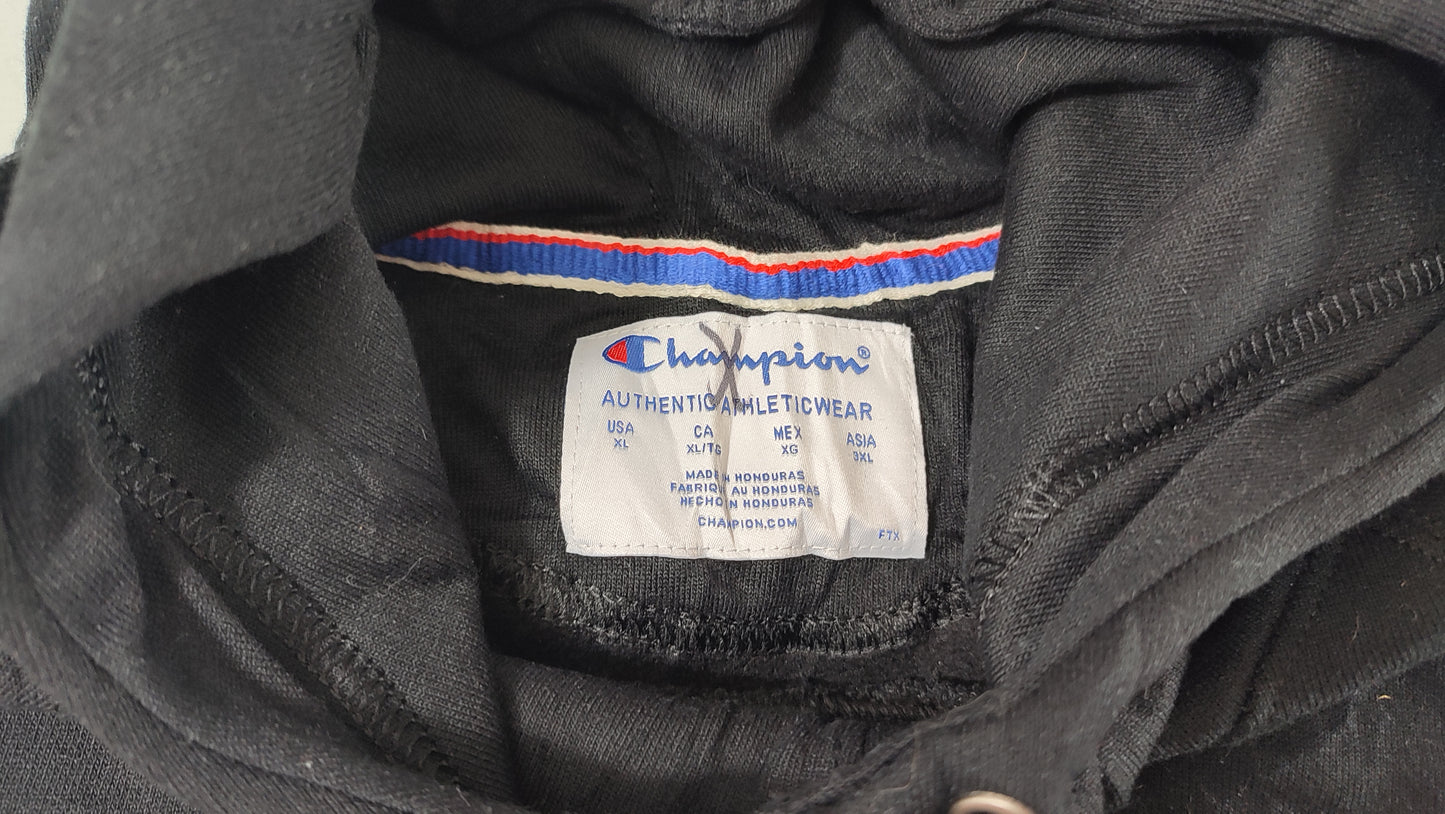 Champion®
AUTHENTIC ATHLETICWEAR
USA CA MEX ASIA
XL XL/TG XG 3XL
MADE IN HONDURAS
FABRIQUÉ AU HONDURAS
HECHO IN HONDURAS
CHAMPION.COM
FTX